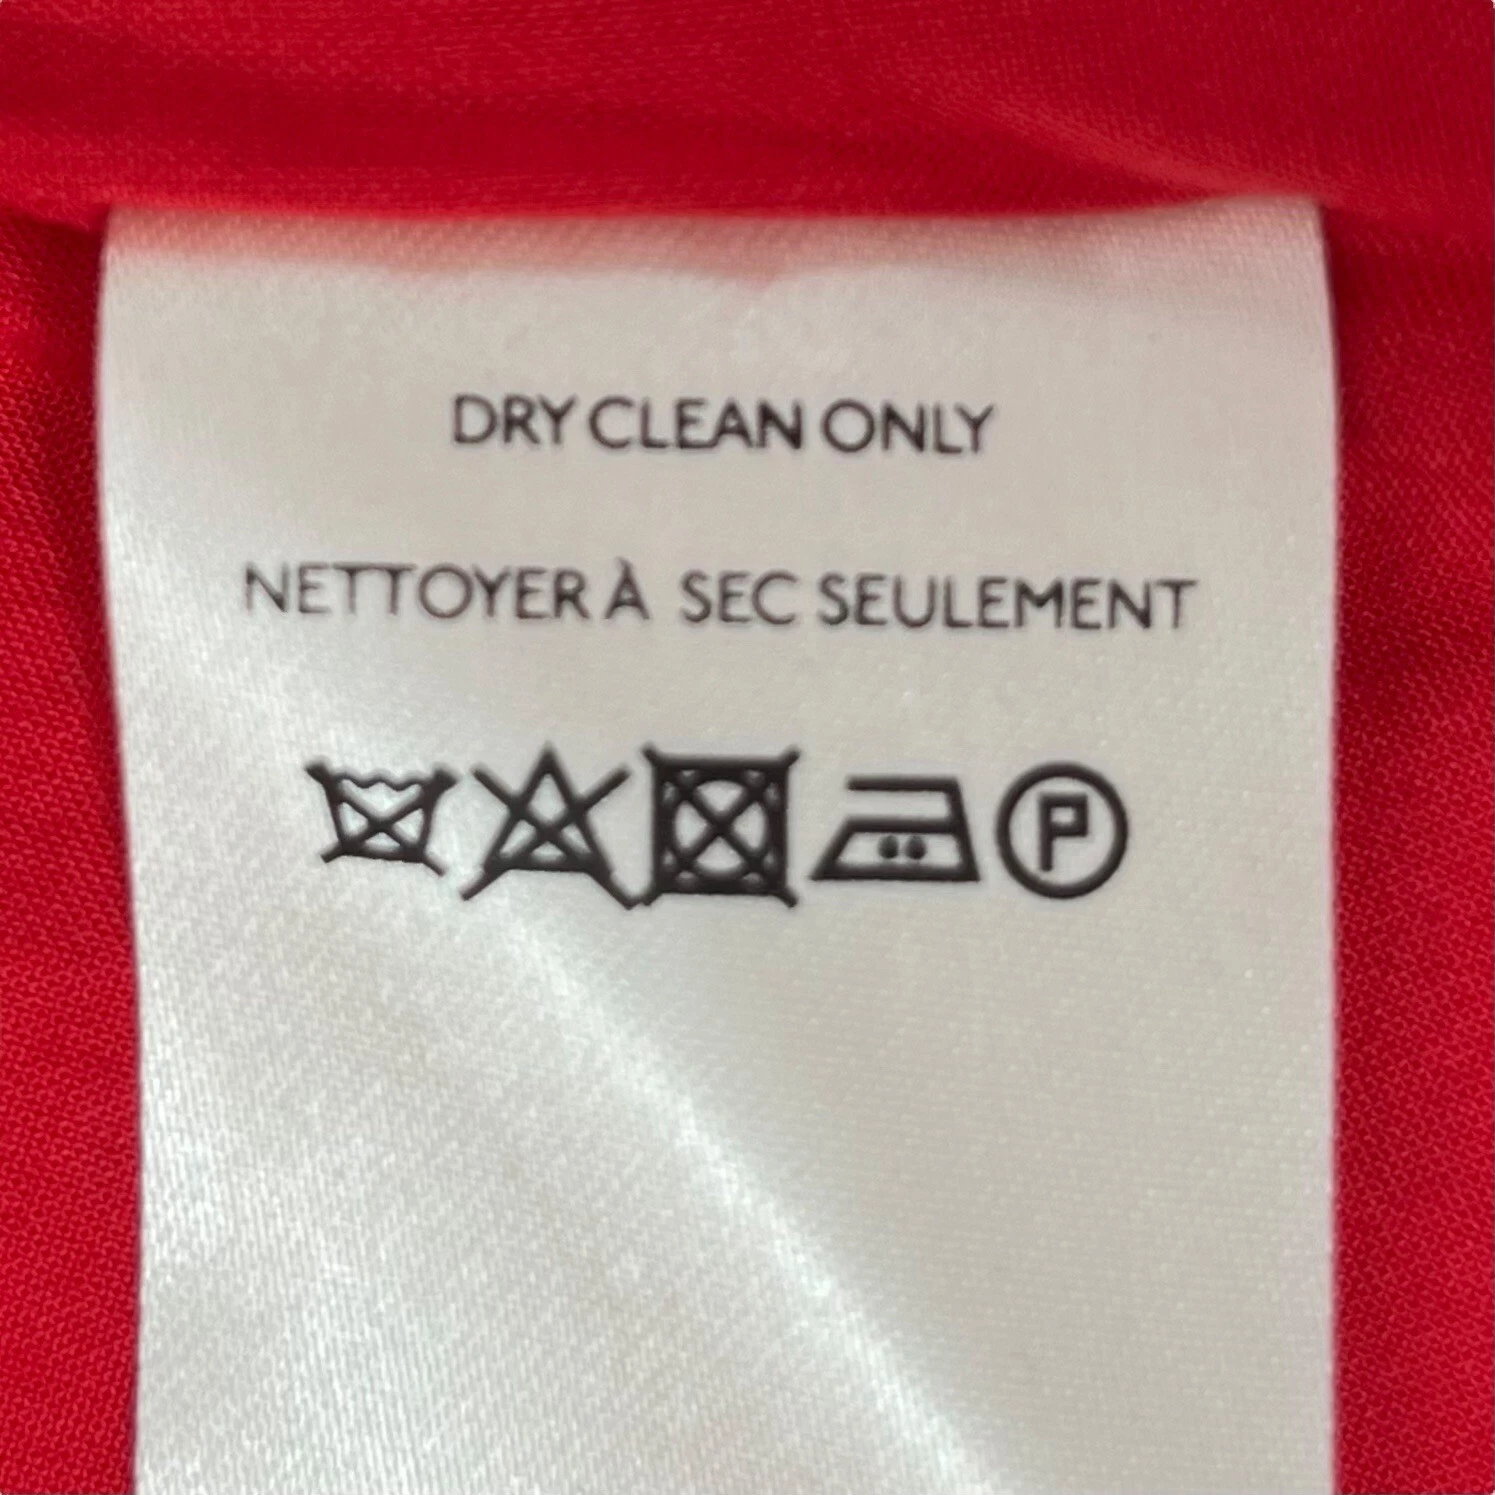 DRY CLEAN ONLY
NETTOYER À SEC SEULEMENT
P